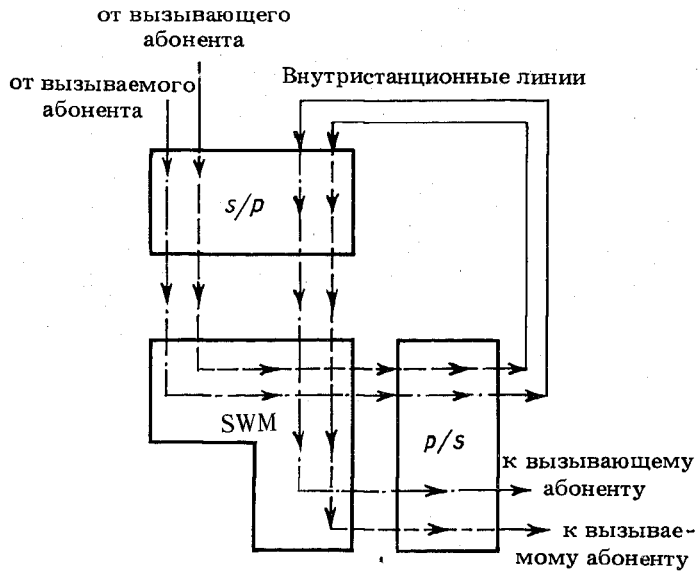 от вызывающего
абонента
от вызываемого
абонента
Внутристанционные линии
s/p
SWM
p/s
к вызывающему
абоненту
к вызывае-
мому абоненту